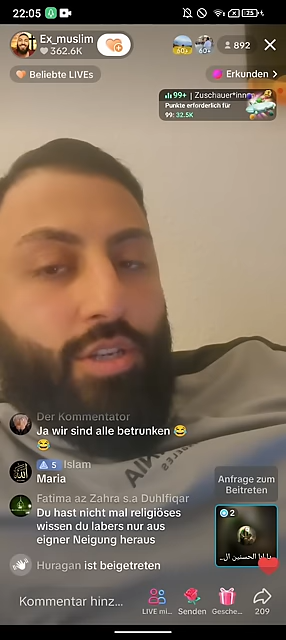 22:05
Ex_muslim
362.6K
60+
60+
892
Beliebte LIVEs
Erkunden
99+ | Zuschauer*innen
Punkte erforderlich für
99: 32.5K
Der Kommentator
Ja wir sind alle betrunken 😂
😂
5 Islam
Maria
Fatima az Zahra s.a Duhlfiqar
Du hast nicht mal religiöses
wissen du labers nur aus
eigner Neigung heraus
Huragan ist beigetreten
Anfrage zum
Beitreten
2
Kommentar hinz...
LIVE mi...
Senden
Gesche...
209